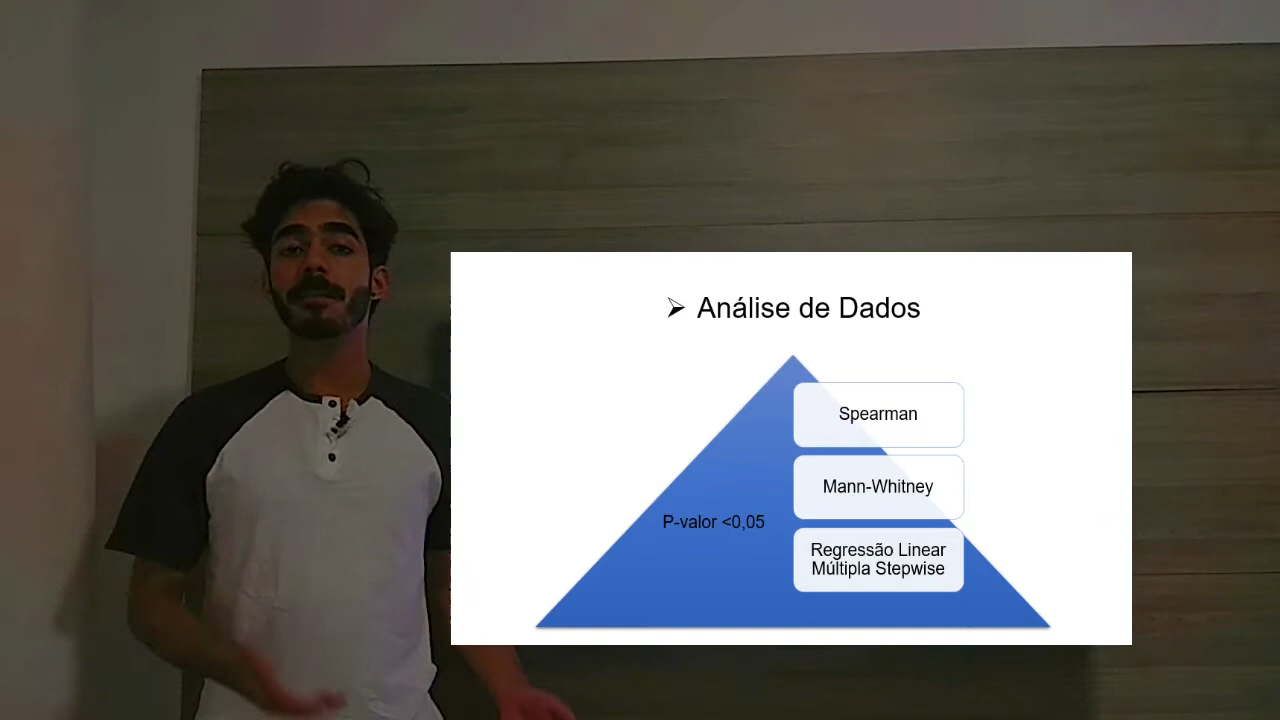 Análise de Dados
Spearman
Mann-Whitney
P-valor <0,05
Regressão Linear
Múltipla Stepwise